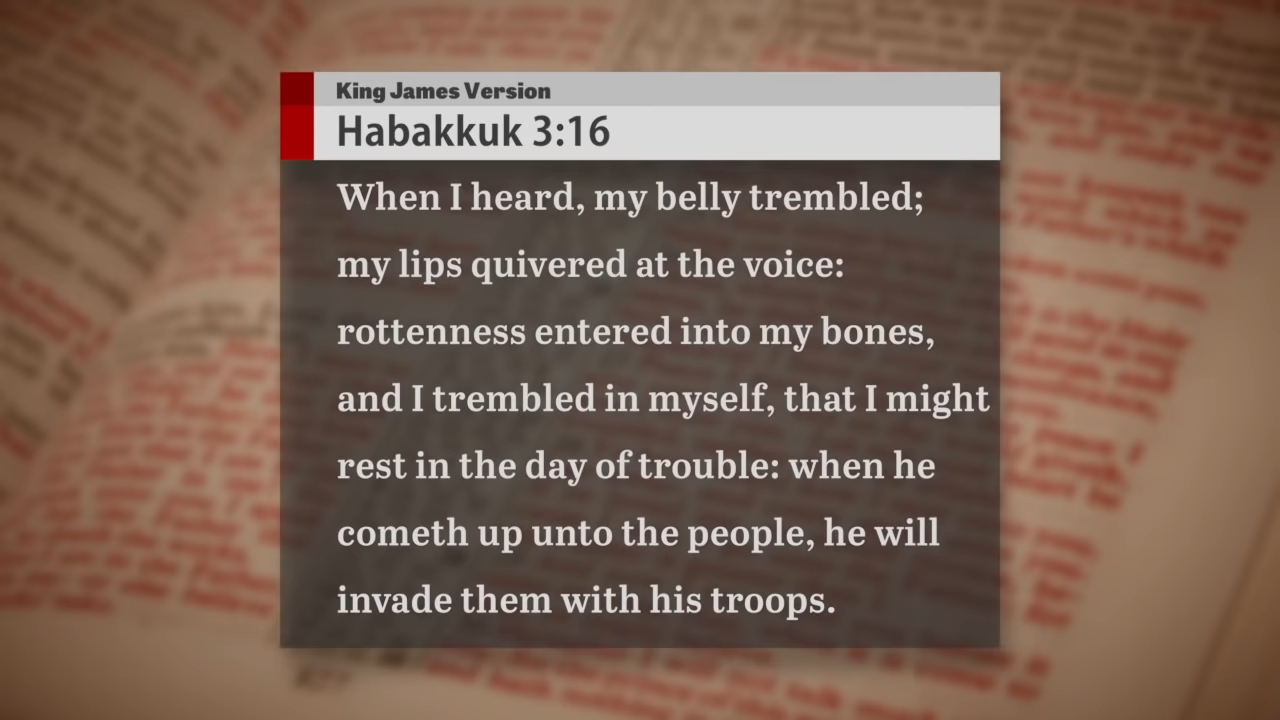 King James Version
Habakkuk 3:16
When I heard, my belly trembled;
my lips quivered at the voice:
rottenness entered into my bones,
and I trembled in myself, that I might
rest in the day of trouble: when he
cometh up unto the people, he will
invade them with his troops.